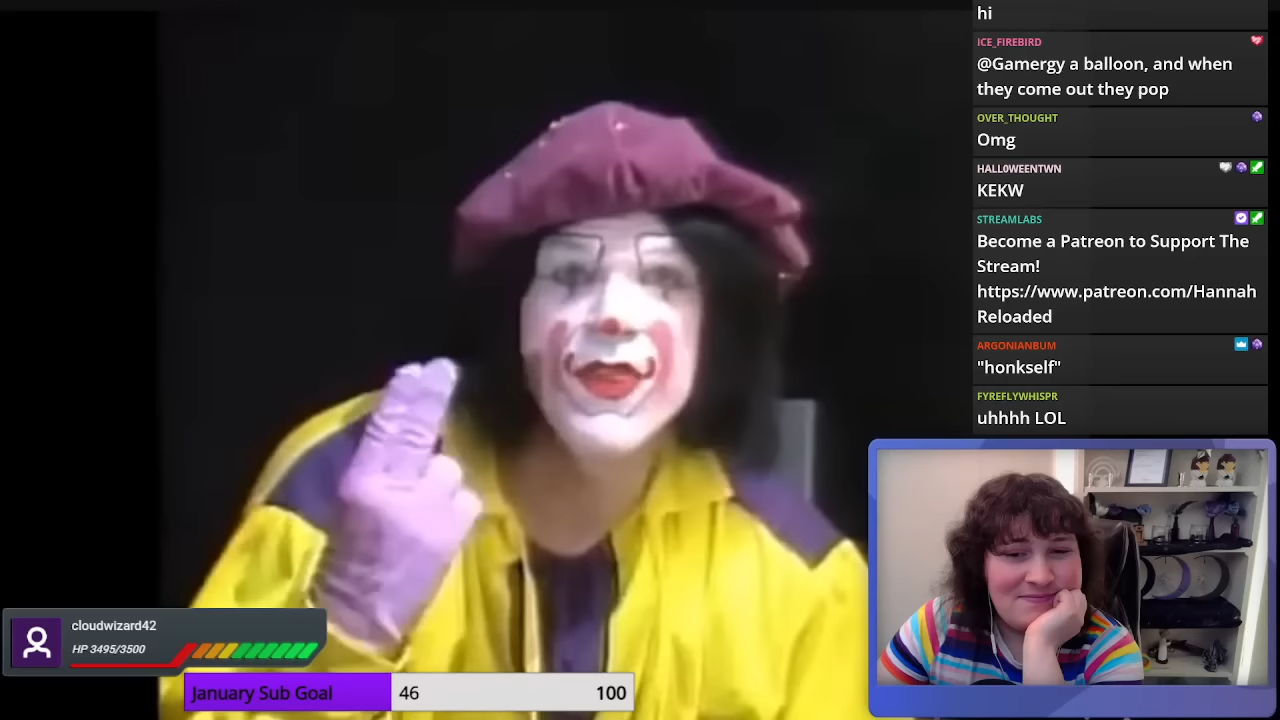 hi
ICE_FIREBIRD
@Gamergy a balloon, and when
they come out they pop
OVER_THOUGHT
Omg
HALL0WEENTWN
KEKW
STREAMLABS
Become a Patreon to Support The
Stream!
https://www.patreon.com/Hannah
Reloaded
ARGONIANBUM
"honkself"
FYREFLYWHISPR
uhhhh LOL
cloudwizard42
HP 3495/3500
January Sub Goal 46 100